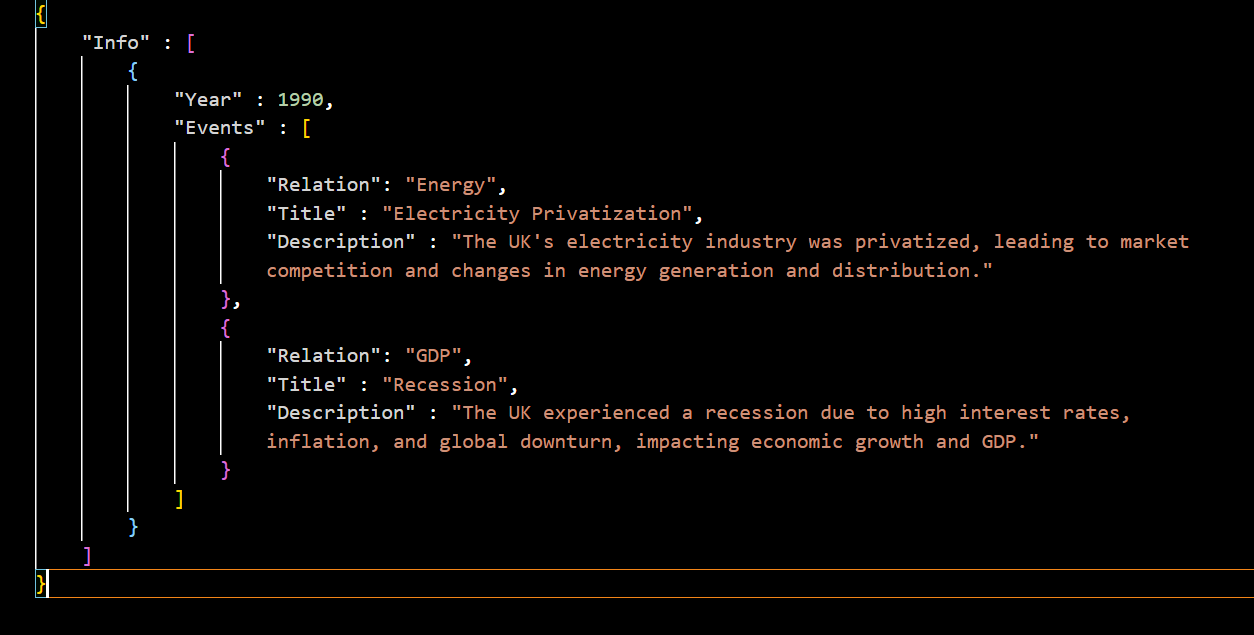 {
"Info" : [
{
"Year" : 1990,
"Events" : [
{
"Relation": "Energy",
"Title" : "Electricity Privatization",
"Description" : "The UK's electricity industry was privatized, leading to market
competition and changes in energy generation and distribution."
},
{
"Relation": "GDP",
"Title" : "Recession",
"Description" : "The UK experienced a recession due to high interest rates,
inflation, and global downturn, impacting economic growth and GDP."
}
]
}
]
}